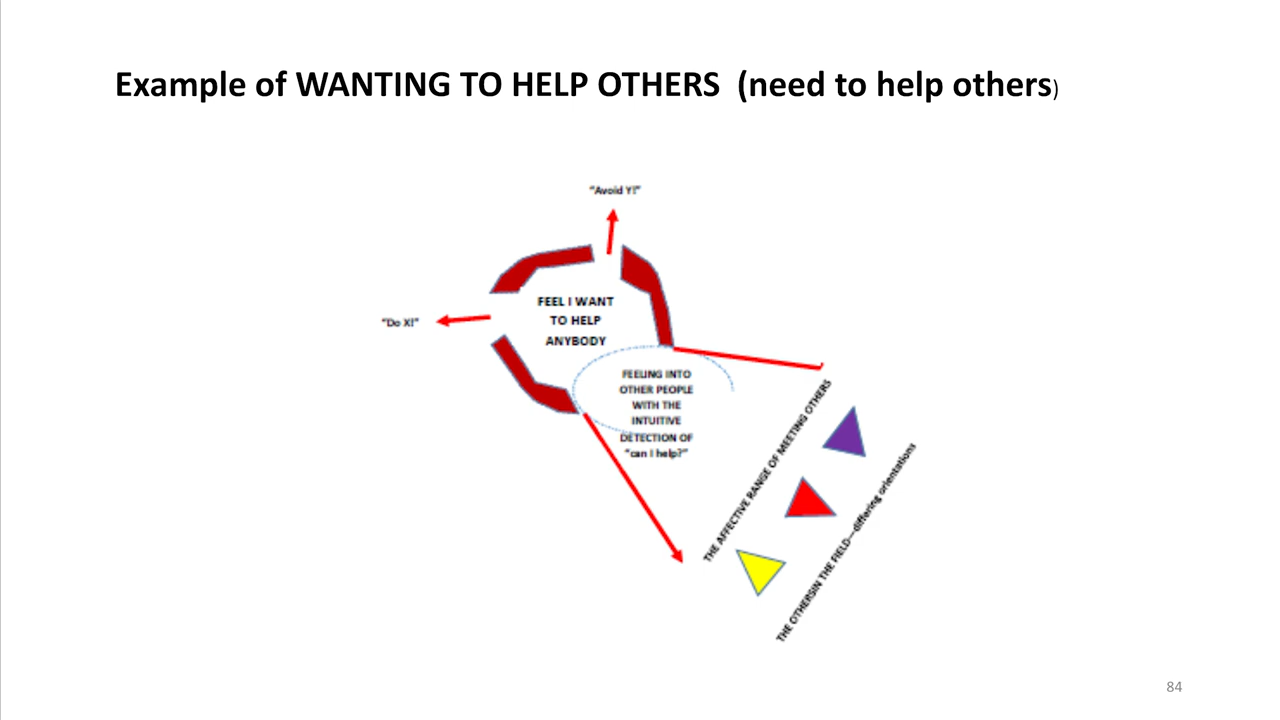 Example of WANTING TO HELP OTHERS (need to help others)
"Avoid Y!"
"Do X!"
FEEL I WANT
TO HELP
ANYBODY
FEELING INTO
OTHER PEOPLE
WITH THE
INTUITIVE
DETECTION OF
"can I help?"
THE AFFECTIVE RANGE OF MEETING OTHERS
THE OTHERSIN THE FIELD—differing orientations
84